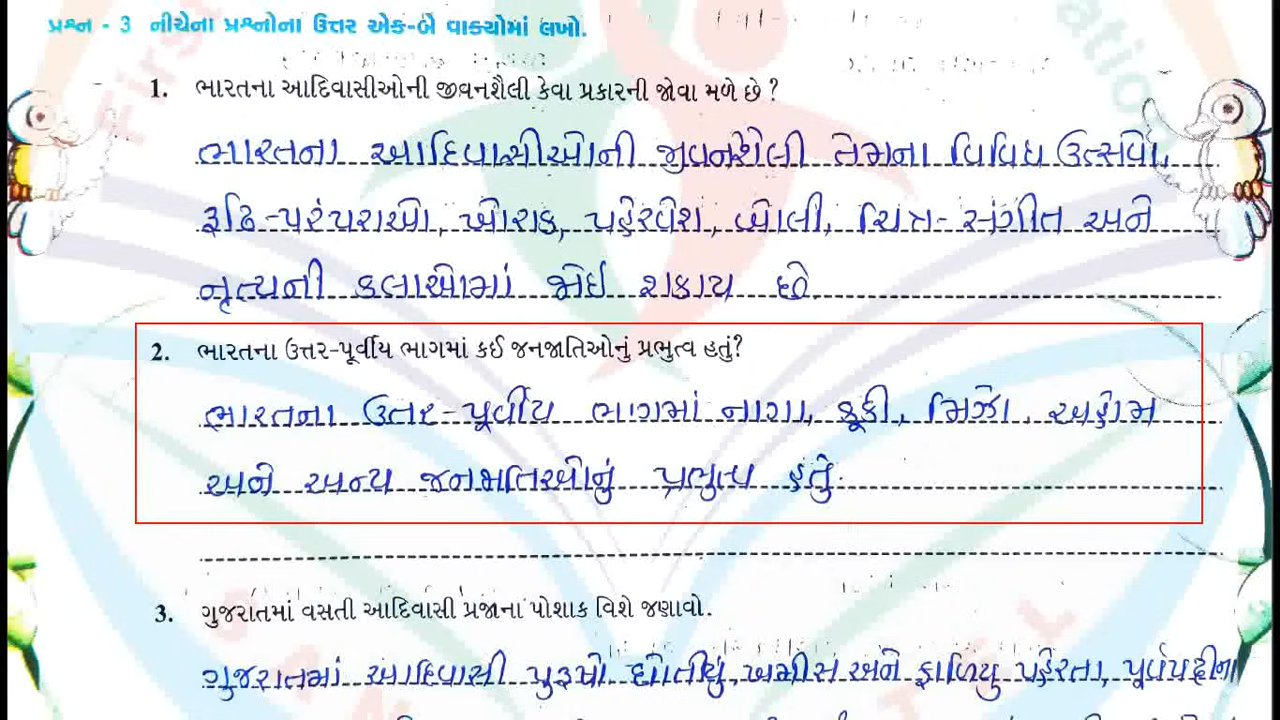 પ્રશ્ન - 3 નીચેના પ્રશ્નોના ઉત્તર એક-બે વાક્યોમાં લખો.
1. ભારતના આદિવાસીઓની જીવનશૈલી કેવા પ્રકારની જોવા મળે છે ?
ભારતના આદિવાસીઓની જીવનશૈલી તેમના વિવિધ ઉત્સવો,
રૂઢિ-પરંપરાઓ, ખોરાક, પહેરવેશ, બોલી, ચિત્ર-સંગીત અને
નૃત્યની કલાઓમાં જોઈ શકાય છે.
2. ભારતના ઉત્તર-પૂર્વીય ભાગમાં કઈ જનજાતિઓનું પ્રભુત્વ હતું?
ભારતના ઉતર-પૂર્વીય ભાગમાં નાગા, કૂકી, મિઝો, અહોમ
અને અન્ય જનજાતિઓનું પ્રભુત્વ હતું.
3. ગુજરાતમાં વસતી આદિવાસી પ્રજાના પોશાક વિશે જણાવો.
ગુજરાતમાં આદિવાસી પુરુષો ધોતીયું, ખમીસ અને ફાળિયુ પહેરતા, પૂર્વપટ્ટીના